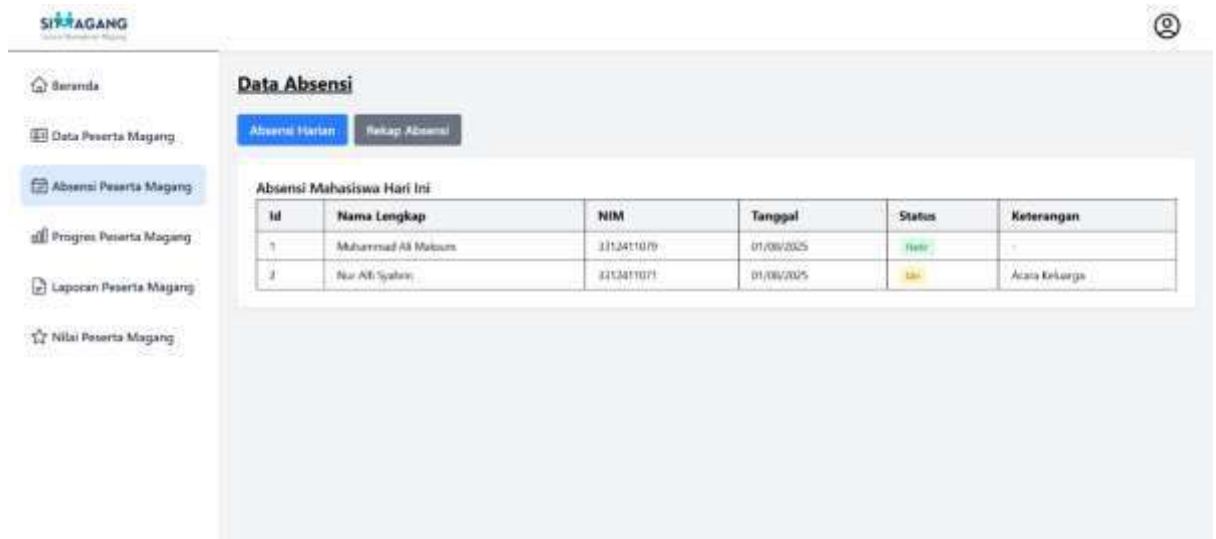 SIMAGANG
Beranda
Data Peserta Magang
Absensi Peserta Magang
Progres Peserta Magang
Laporan Peserta Magang
Nilai Peserta Magang
Data Absensi
Absensi Harian Rekap Absensi
Absensi Mahasiswa Hari Ini
Id Nama Lengkap NIM Tanggal Status Keterangan
1 Muhammad Ali Maksum 3312411079 01/08/2025 Hadir -
2 Nur Alfi 3312411071 01/08/2025 Izin Acara Keluarga